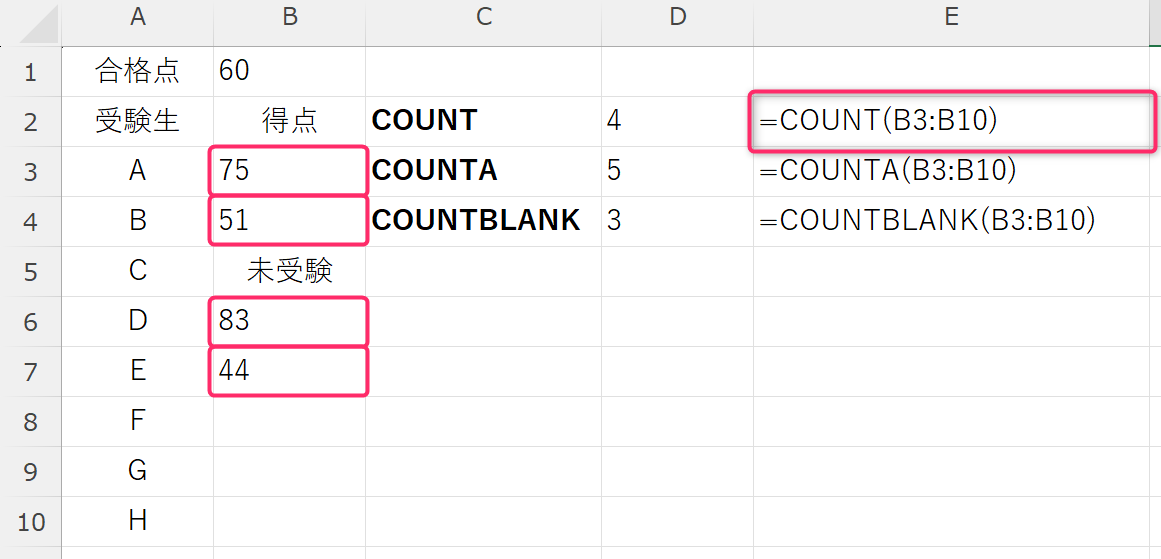 A B C D E
1 合格点 60
2 受験生 得点 COUNT 4 =COUNT(B3:B10)
3 A 75 COUNTA 5 =COUNTA(B3:B10)
4 B 51 COUNTBLANK 3 =COUNTBLANK(B3:B10)
5 C 未受験
6 D 83
7 E 44
8 F
9 G
10 H